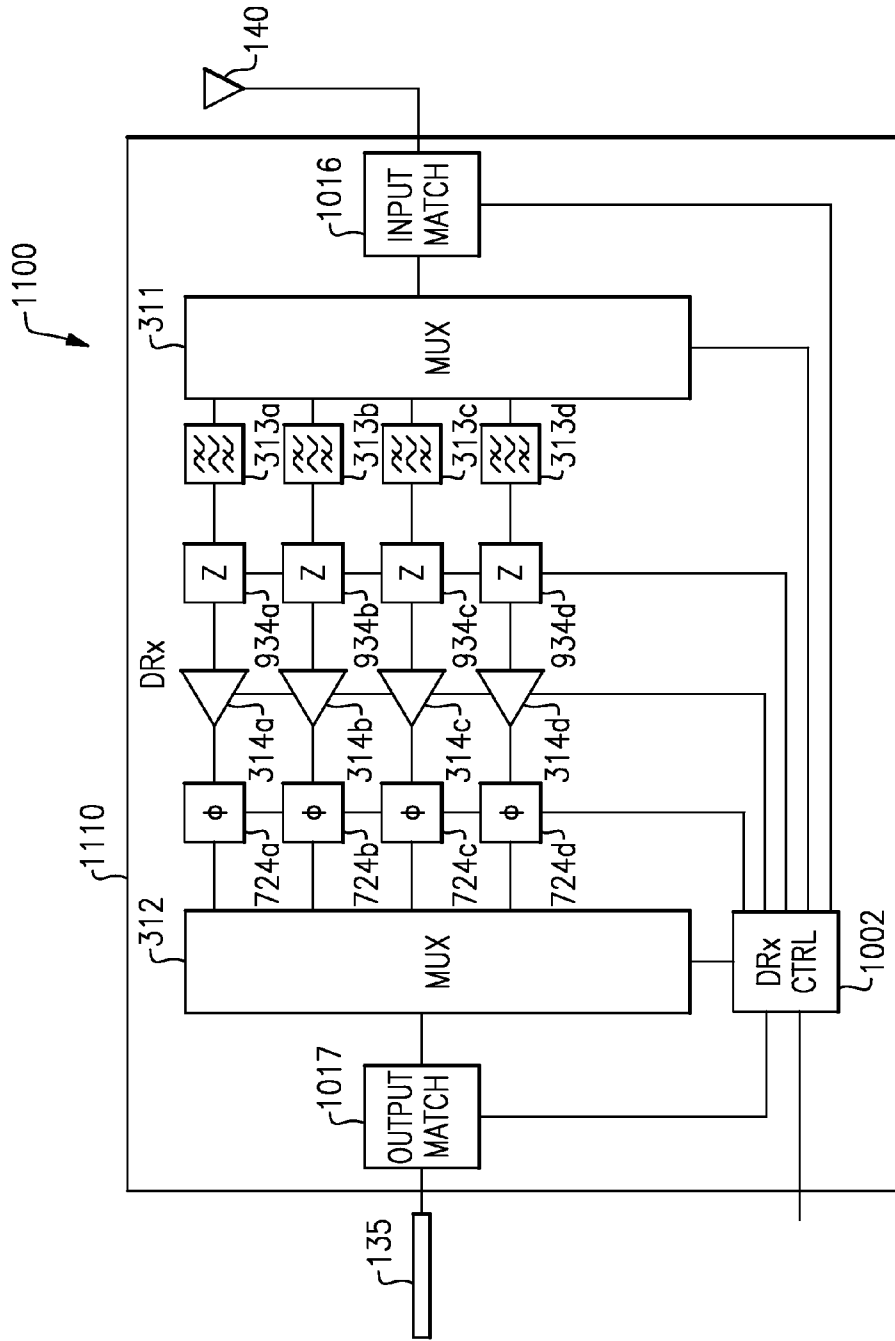 1100
1110
140
DRx
312
311
1017
OUTPUT
MATCH
MUX
MUX
INPUT
MATCH
1016
135
ϕ
724a
314a
Z
934a
313a
ϕ
724b
314b
Z
934b
313b
ϕ
724c
314c
Z
934c
313c
ϕ
724d
314d
Z
934d
313d
DRx
CTRL
1002